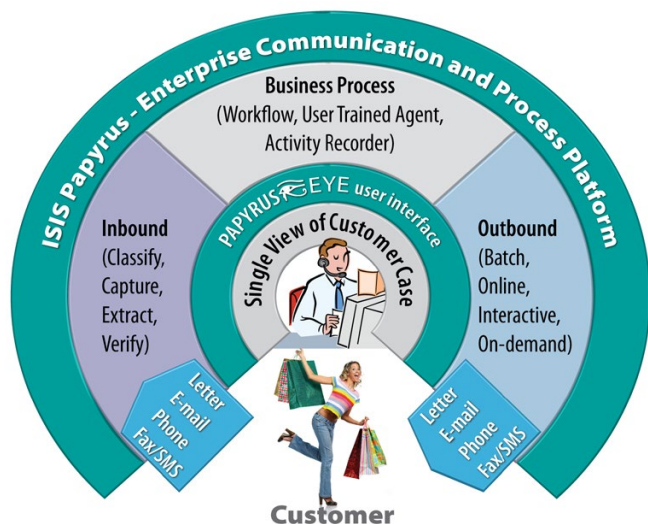 ISIS Papyrus - Enterprise Communication and Process Platform
Business Process
(Workflow, User Trained Agent,
Activity Recorder)
PAPYRUS EYE user interface
Single View of Customer Case
Inbound
(Classify,
Capture,
Extract,
Verify)
Outbound
(Batch,
Online,
Interactive,
On-demand)
Letter
E-mail
Phone
Fax/SMS
Letter
E-mail
Phone
Fax/SMS
Customer